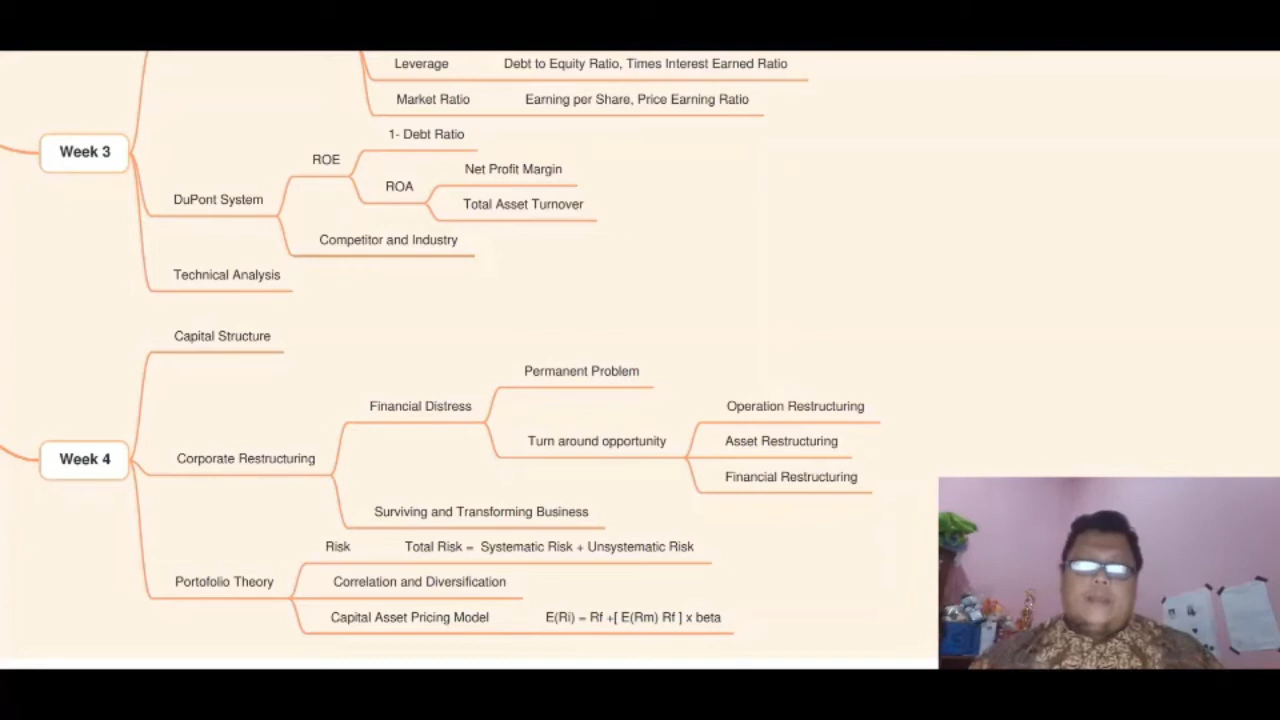 Leverage Debt to Equity Ratio, Times Interest Earned Ratio
Market Ratio Earning per Share, Price Earning Ratio
1- Debt Ratio
Week 3
ROE
Net Profit Margin
ROA
DuPont System
Total Asset Turnover
Competitor and Industry
Technical Analysis
Capital Structure
Permanent Problem
Financial Distress
Operation Restructuring
Turn around opportunity
Asset Restructuring
Week 4
Corporate Restructuring
Financial Restructuring
Surviving and Transforming Business
Risk Total Risk = Systematic Risk + Unsystematic Risk
Portofolio Theory
Correlation and Diversification
Capital Asset Pricing Model E(Ri) = Rf +[ E(Rm) Rf ] x beta